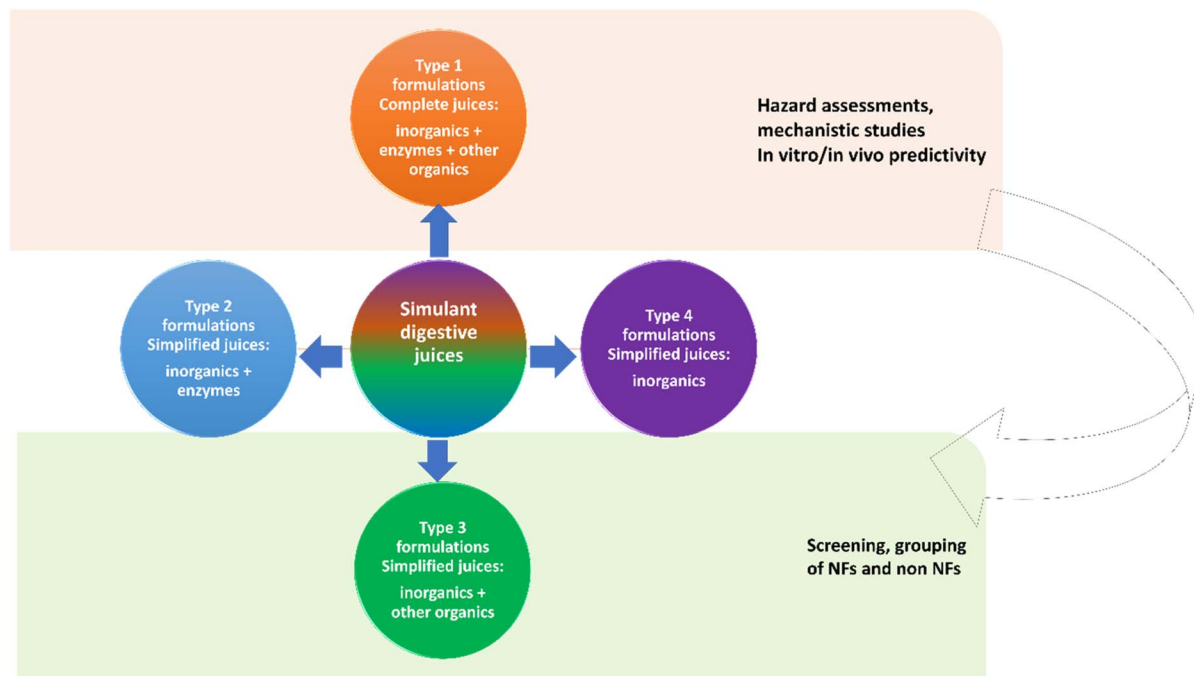 Type 1
formulations
Complete juices:
inorganics +
enzymes + other
organics
Hazard assessments,
mechanistic studies
In vitro/in vivo predictivity
Type 2
formulations
Simplified juices:
inorganics +
enzymes
Simulant
digestive
juices
Type 4
formulations
Simplified juices:
inorganics
Type 3
formulations
Simplified juices:
inorganics +
other organics
Screening, grouping
of NFs and non NFs